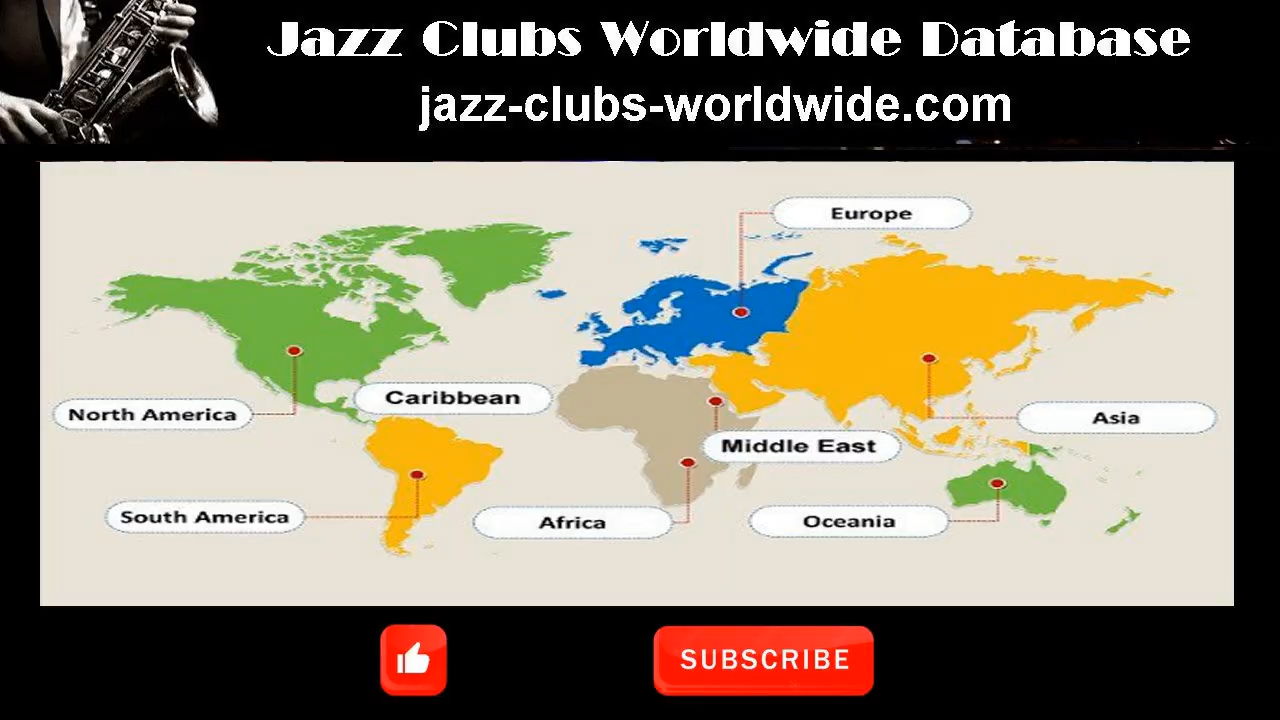 Jazz Clubs Worldwide Database
jazz-clubs-worldwide.com
Europe
North America
Caribbean
Asia
Middle East
South America
Africa
Oceania
SUBSCRIBE